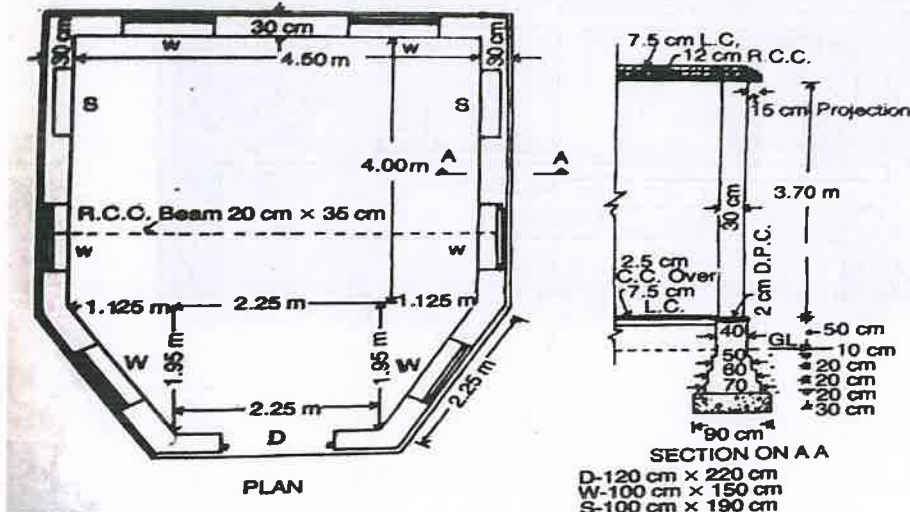 30 cm
30 cm
30 cm
W
W
4.50 m
S
S
4.00 m
A
A
R.C.C. Beam 20 cm × 35 cm
W
W
1.125 m
2.25 m
1.125 m
1.95 m
1.95 m
W
W
2.25 m
2.25 m
D
PLAN
7.5 cm L.C.
12 cm R.C.C.
15 cm Projection
3.70 m
30 cm
2.5 cm
C.C. Over
7.5 cm
L.C.
2 cm D.P.C.
40
GL
50 cm
50
10 cm
60
20 cm
70
20 cm
20 cm
30 cm
90 cm
SECTION ON A A
D-120 cm × 220 cm
W-100 cm × 150 cm
S-100 cm × 190 cm